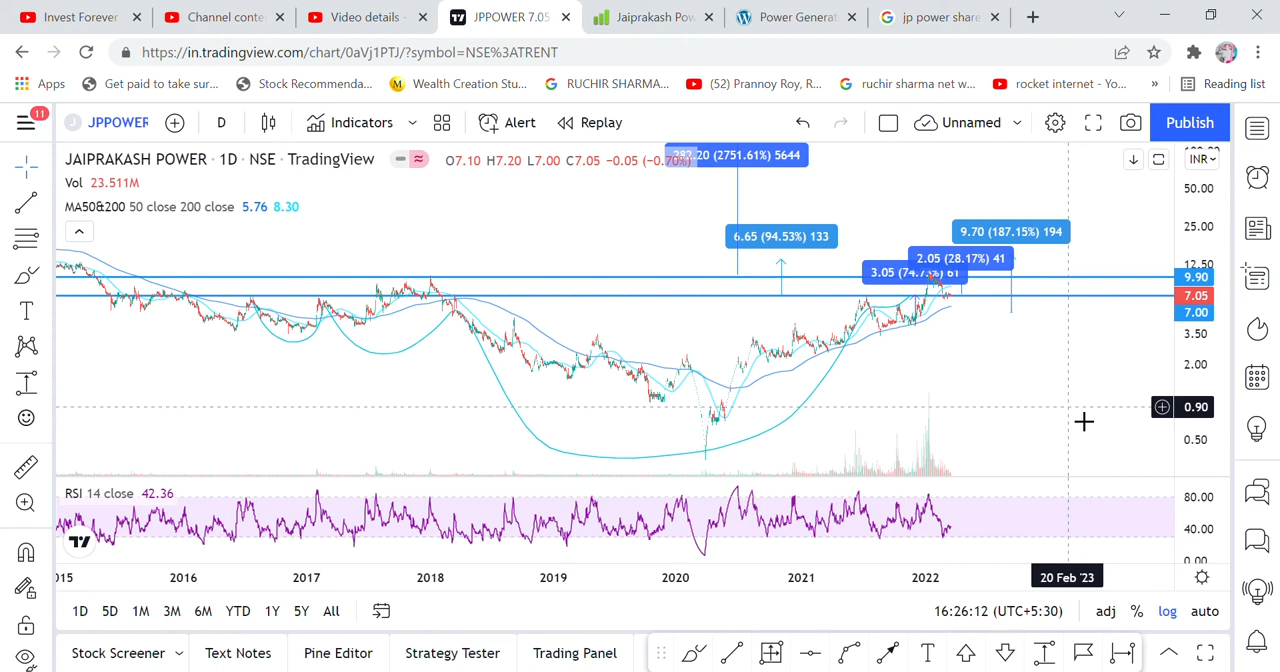 Invest Forever
Channel conte
Video details -
JPPOWER 7.05
Jaiprakash Pow
Power Generat
jp power share
https://in.tradingview.com/chart/0aVj1PTJ/?symbol=NSE%3ATRENT
Apps
Get paid to take sur...
Stock Recommenda...
Wealth Creation Stu...
RUCHIR SHARMA...
(52) Prannoy Roy, R...
ruchir sharma net w...
rocket internet - Yo...
»
Reading list
11
JPPOWER
D
Indicators
Alert
Replay
Unnamed
Publish
JAIPRAKASH POWER · 1D · NSE · TradingView
O7.10 H7.20 L7.00 C7.05 −0.05 (−0.70%)
.20 (2751.61%) 5644
INR
Vol 23.511M
50.00
MA50&200 50 close 200 close 5.76 8.30
25.00
6.65 (94.53%) 133
9.70 (187.15%) 194
2.05 (28.17%) 41
12.50
9.90
7.05
7.00
3.50
2.00
0.90
0.50
RSI 14 close 42.36
80.00
40.00
0.00
2015 2016 2017 2018 2019 2020 2021 2022 20 Feb '23
1D 5D 1M 3M 6M YTD 1Y 5Y All
16:26:12 (UTC+5:30) adj % log auto
Stock Screener Text Notes Pine Editor Strategy Tester Trading Panel